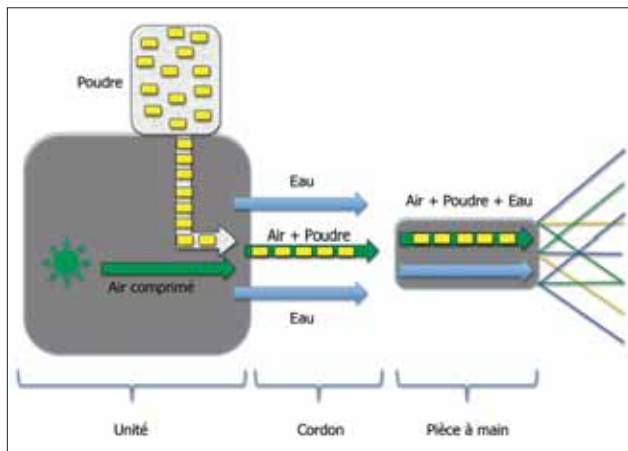 Poudre
Eau
Air + Poudre + Eau
Air + Poudre
Air comprimé
Eau
Unité
Cordon
Pièce à main